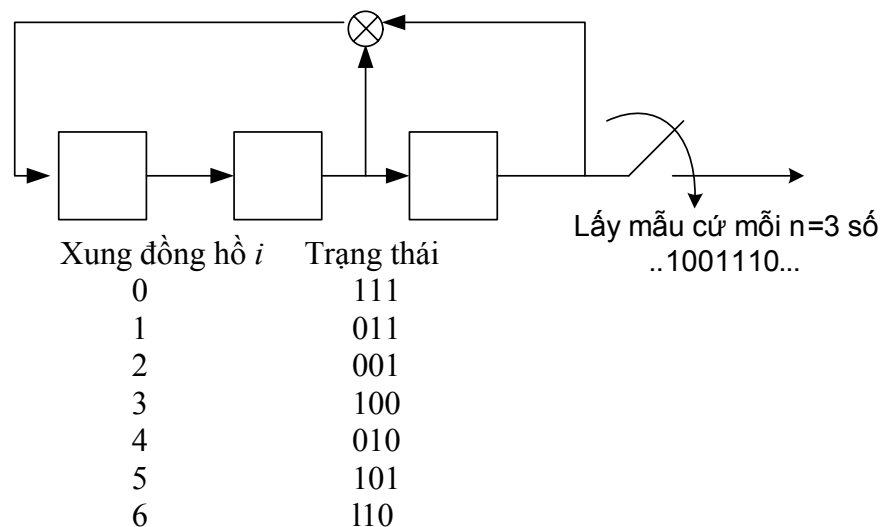 Lấy mẫu cứ mỗi n=3 số
..1001110...
Xung đồng hồ i Trạng thái
0 111
1 011
2 001
3 100
4 010
5 101
6 l10